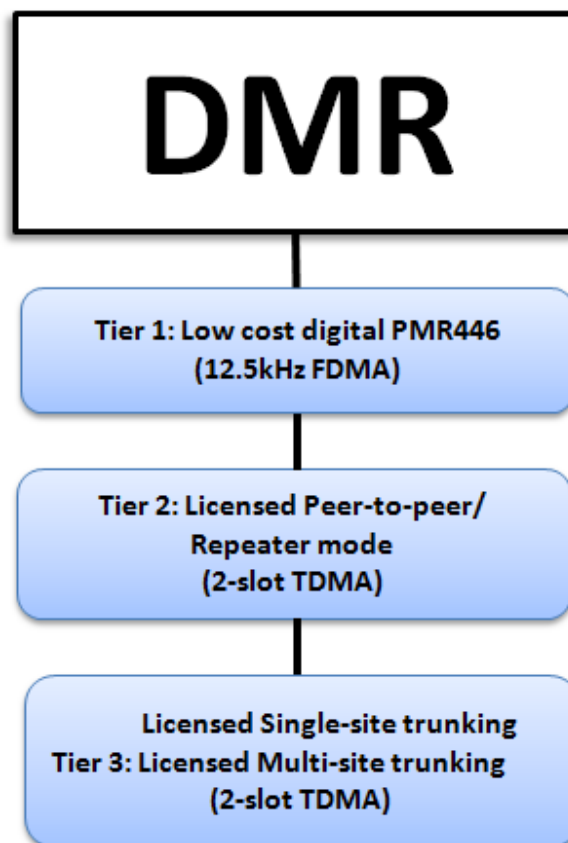 DMR
Tier 1: Low cost digital PMR446
(12.5kHz FDMA)
Tier 2: Licensed Peer-to-peer/
Repeater mode
(2-slot TDMA)
Licensed Single-site trunking
Tier 3: Licensed Multi-site trunking
(2-slot TDMA)